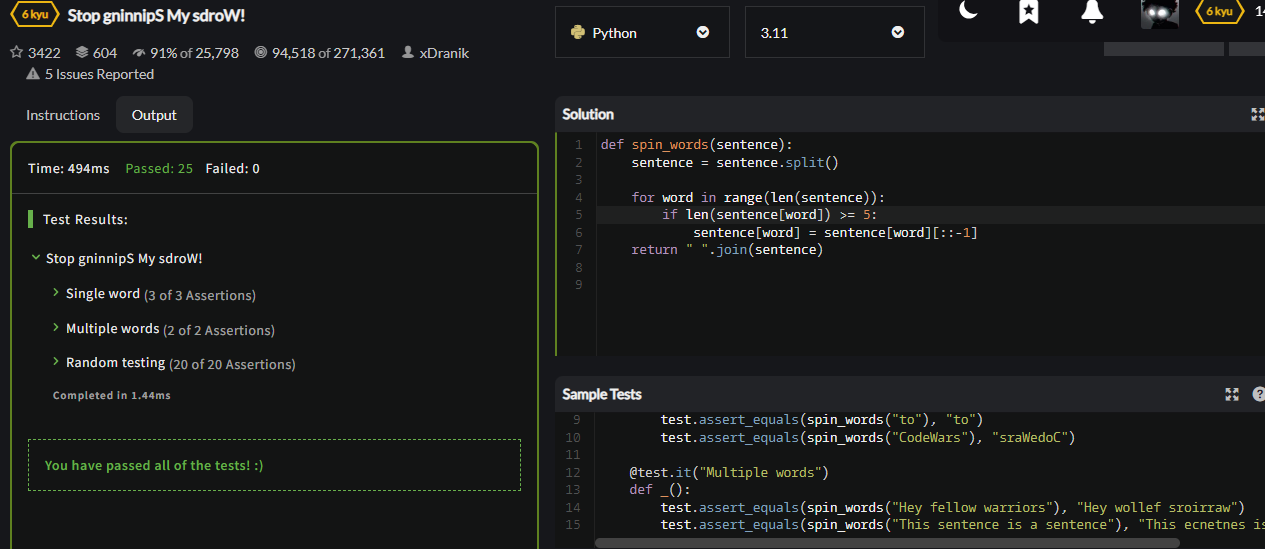 6 kyu Stop gninnipS My sdroW!
3422 604 91% of 25,798 94,518 of 271,361 xDranik
5 Issues Reported
Instructions Output
Time: 494ms Passed: 25 Failed: 0
Test Results:
Stop gninnipS My sdroW!
Single word (3 of 3 Assertions)
Multiple words (2 of 2 Assertions)
Random testing (20 of 20 Assertions)
Completed in 1.44ms
You have passed all of the tests! :)
Python 3.11
6 kyu 14
Solution
1 def spin_words(sentence):
2 sentence = sentence.split()
3
4 for word in range(len(sentence)):
5 if len(sentence[word]) >= 5:
6 sentence[word] = sentence[word][::-1]
7 return " ".join(sentence)
8
9
Sample Tests ?
9 test.assert_equals(spin_words("to"), "to")
10 test.assert_equals(spin_words("CodeWars"), "sraWedoC")
11
12 @test.it("Multiple words")
13 def _():
14 test.assert_equals(spin_words("Hey fellow warriors"), "Hey wollef sroirraw")
15 test.assert_equals(spin_words("This sentence is a sentence"), "This ecnetnes is